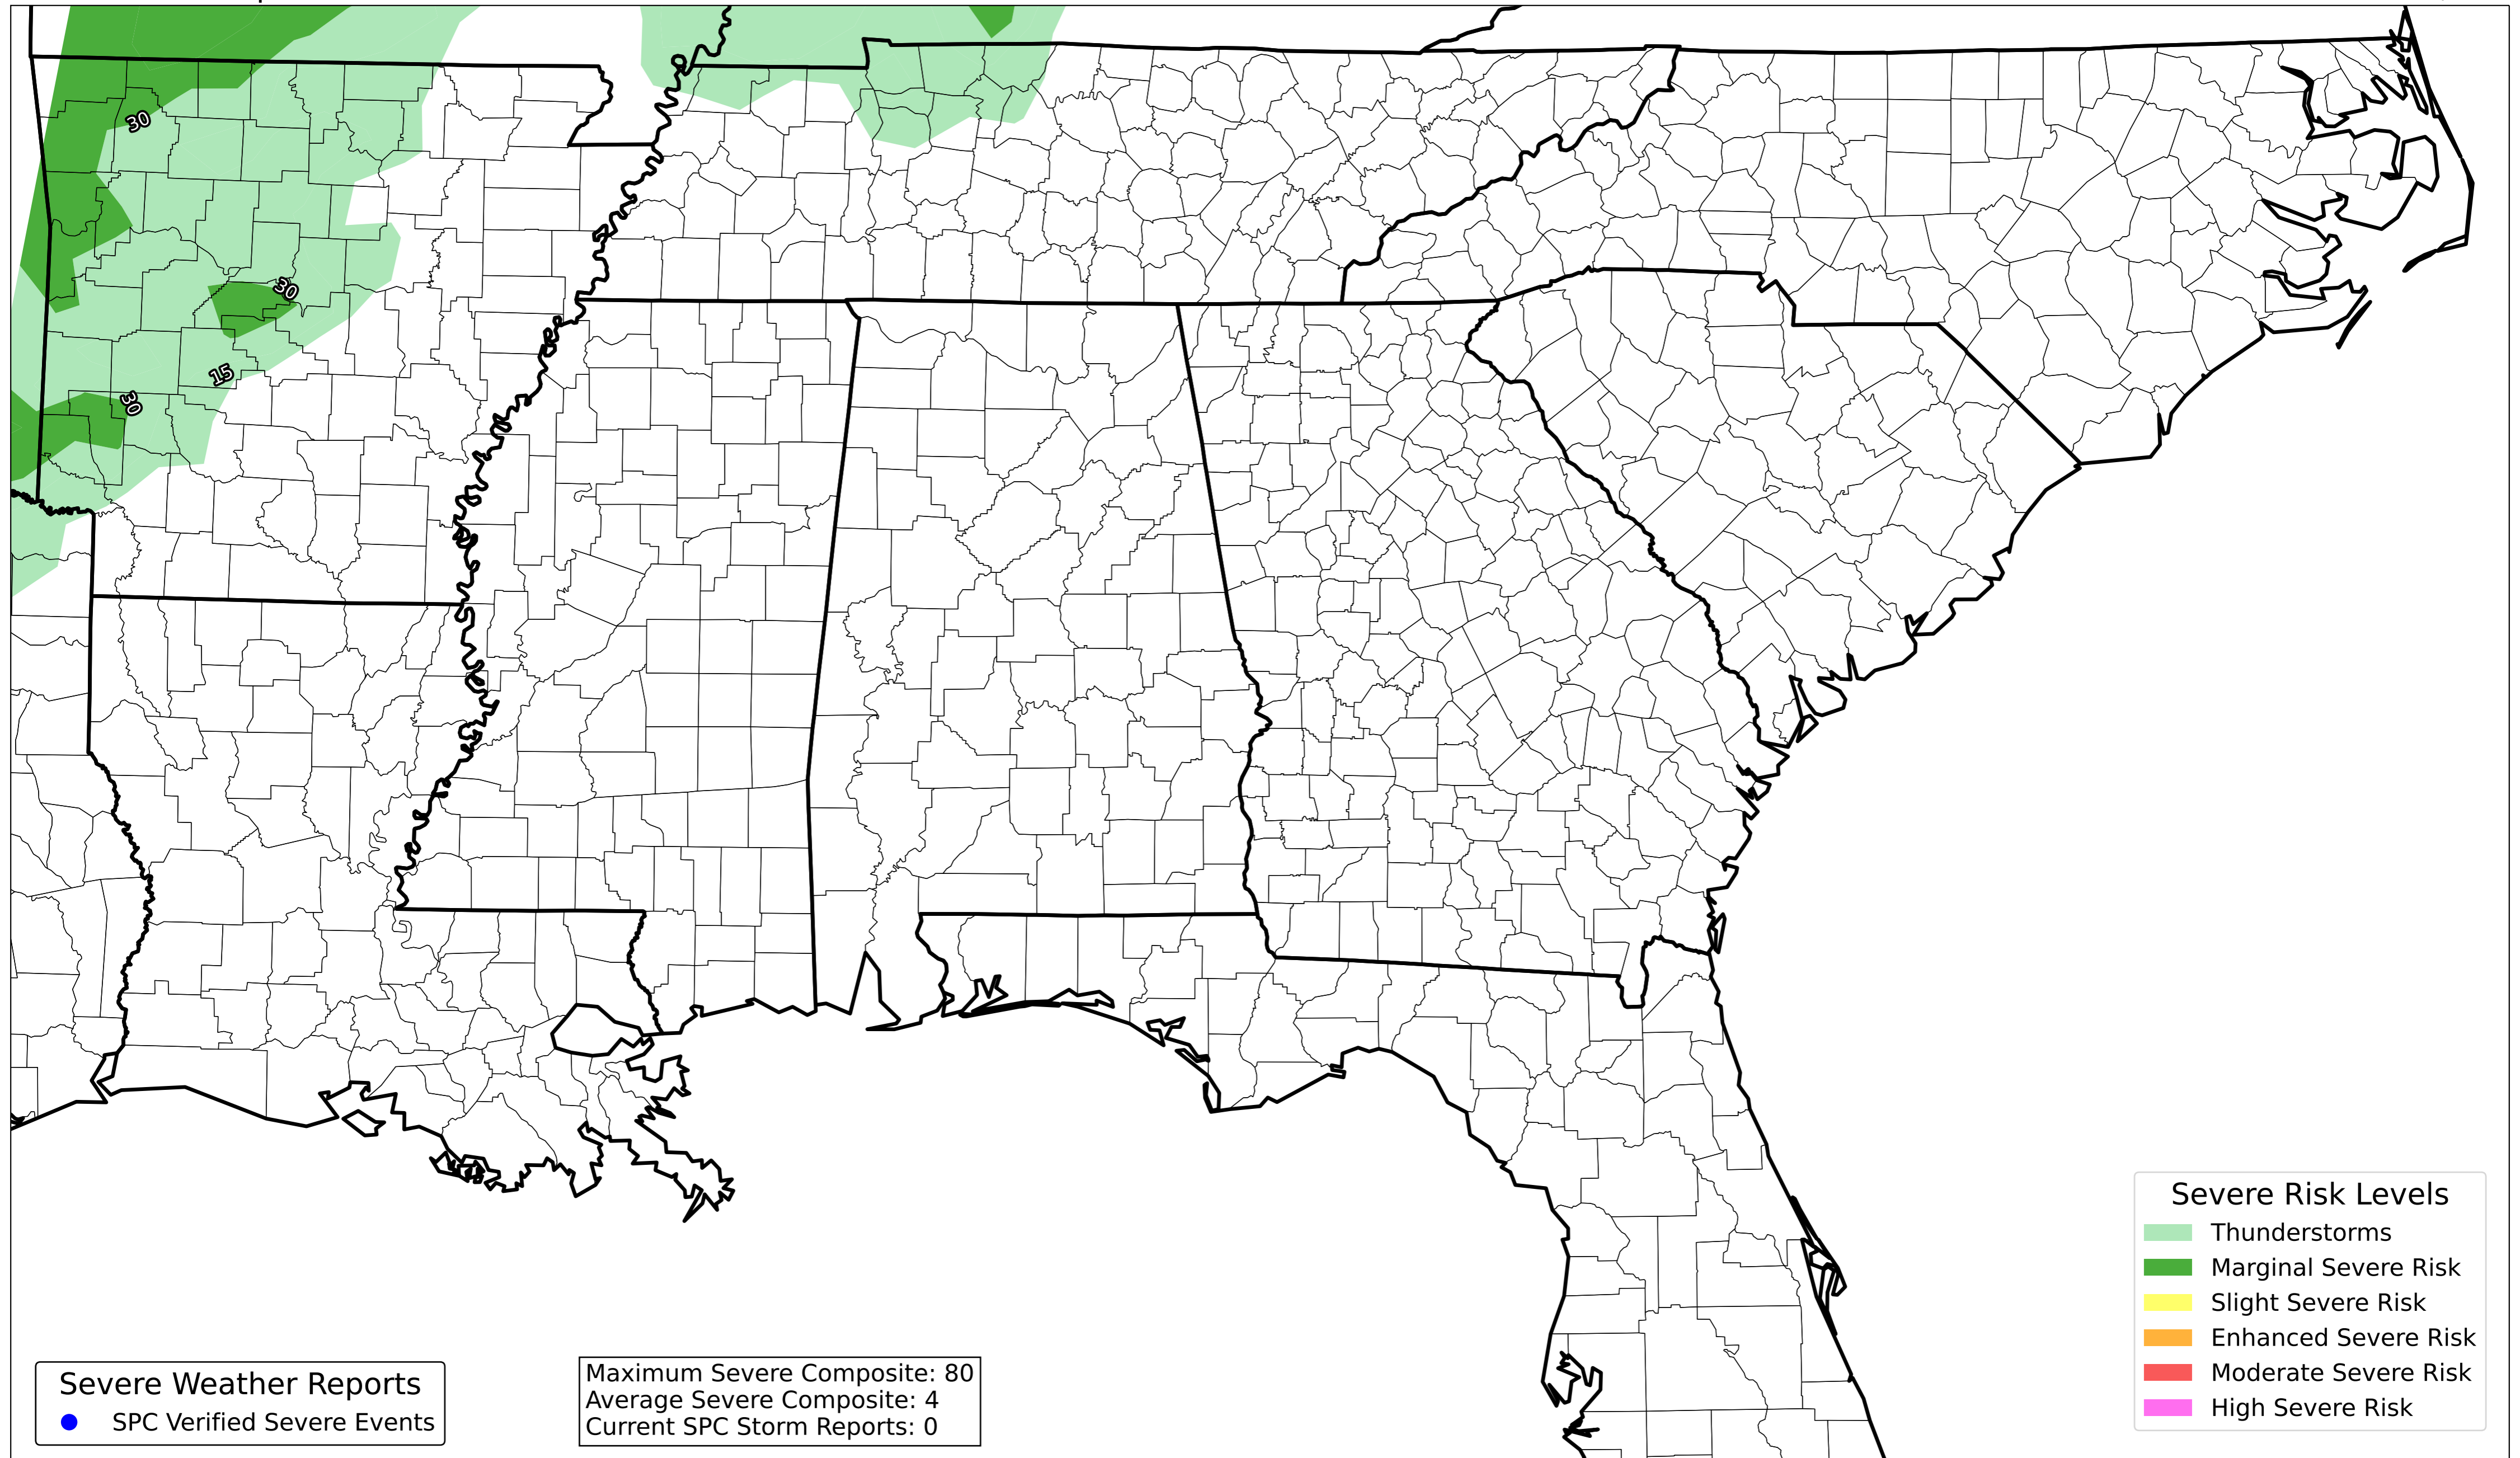 30
30
15
30
Severe Risk Levels
Thunderstorms
Marginal Severe Risk
Slight Severe Risk
Enhanced Severe Risk
Moderate Severe Risk
High Severe Risk
Severe Weather Reports
SPC Verified Severe Events
Maximum Severe Composite: 80
Average Severe Composite: 4
Current SPC Storm Reports: 0